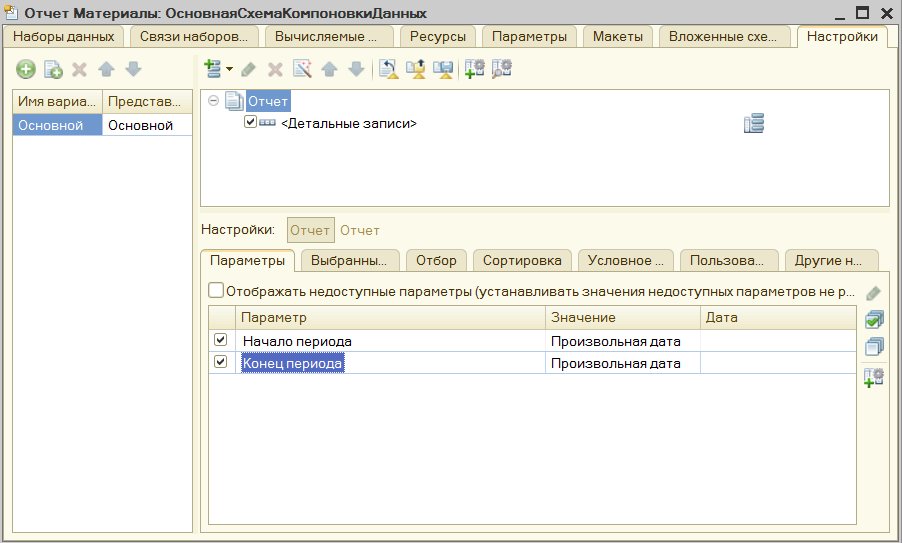 Отчет Материалы: ОсновнаяСхемаКомпоновкиДанных
Наборы данных Связи наборов... Вычисляемые ... Ресурсы Параметры Макеты Вложенные схе... Настройки
Имя вариа... Представ...
Основной Основной
Отчет
<Детальные записи>
Настройки: Отчет Отчет
Параметры Выбранны... Отбор Сортировка Условное ... Пользова... Другие н...
Отображать недоступные параметры (устанавливать значения недоступных параметров не р...
Параметр Значение Дата
Начало периода Произвольная дата
Конец периода Произвольная дата